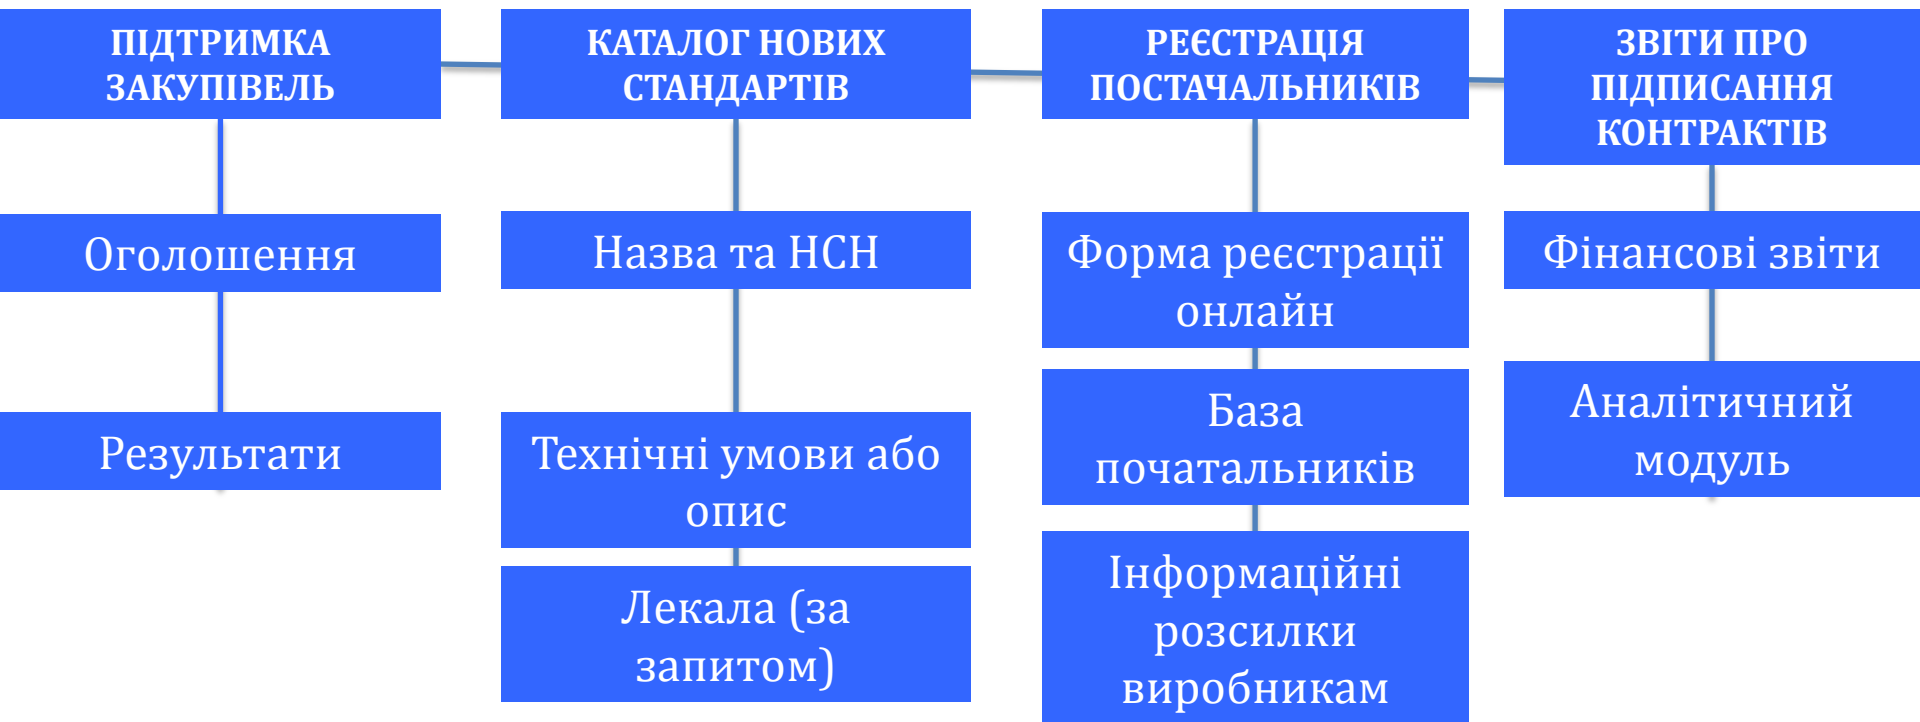 ПІДТРИМКА
ЗАКУПІВЕЛЬ
Оголошення
Результати
КАТАЛОГ НОВИХ
СТАНДАРТІВ
Назва та НСН
Технічні умови або
опис
Лекала (за
запитом)
РЕЄСТРАЦІЯ
ПОСТАЧАЛЬНИКІВ
Форма реєстрації
онлайн
База
початальників
Інформаційні
розсилки
виробникам
ЗВІТИ ПРО
ПІДПИСАННЯ
КОНТРАКТІВ
Фінансові звіти
Аналітичний
модуль